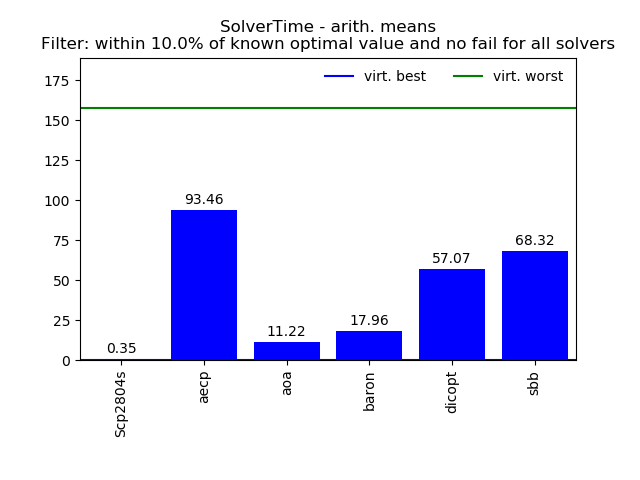 SolverTime - arith. means
Filter: within 10.0% of known optimal value and no fail for all solvers
virt. best
virt. worst
175
150
125
100
75
50
25
0
0.35
93.46
11.22
17.96
57.07
68.32
Scp2804s
aecp
aoa
baron
dicopt
sbb